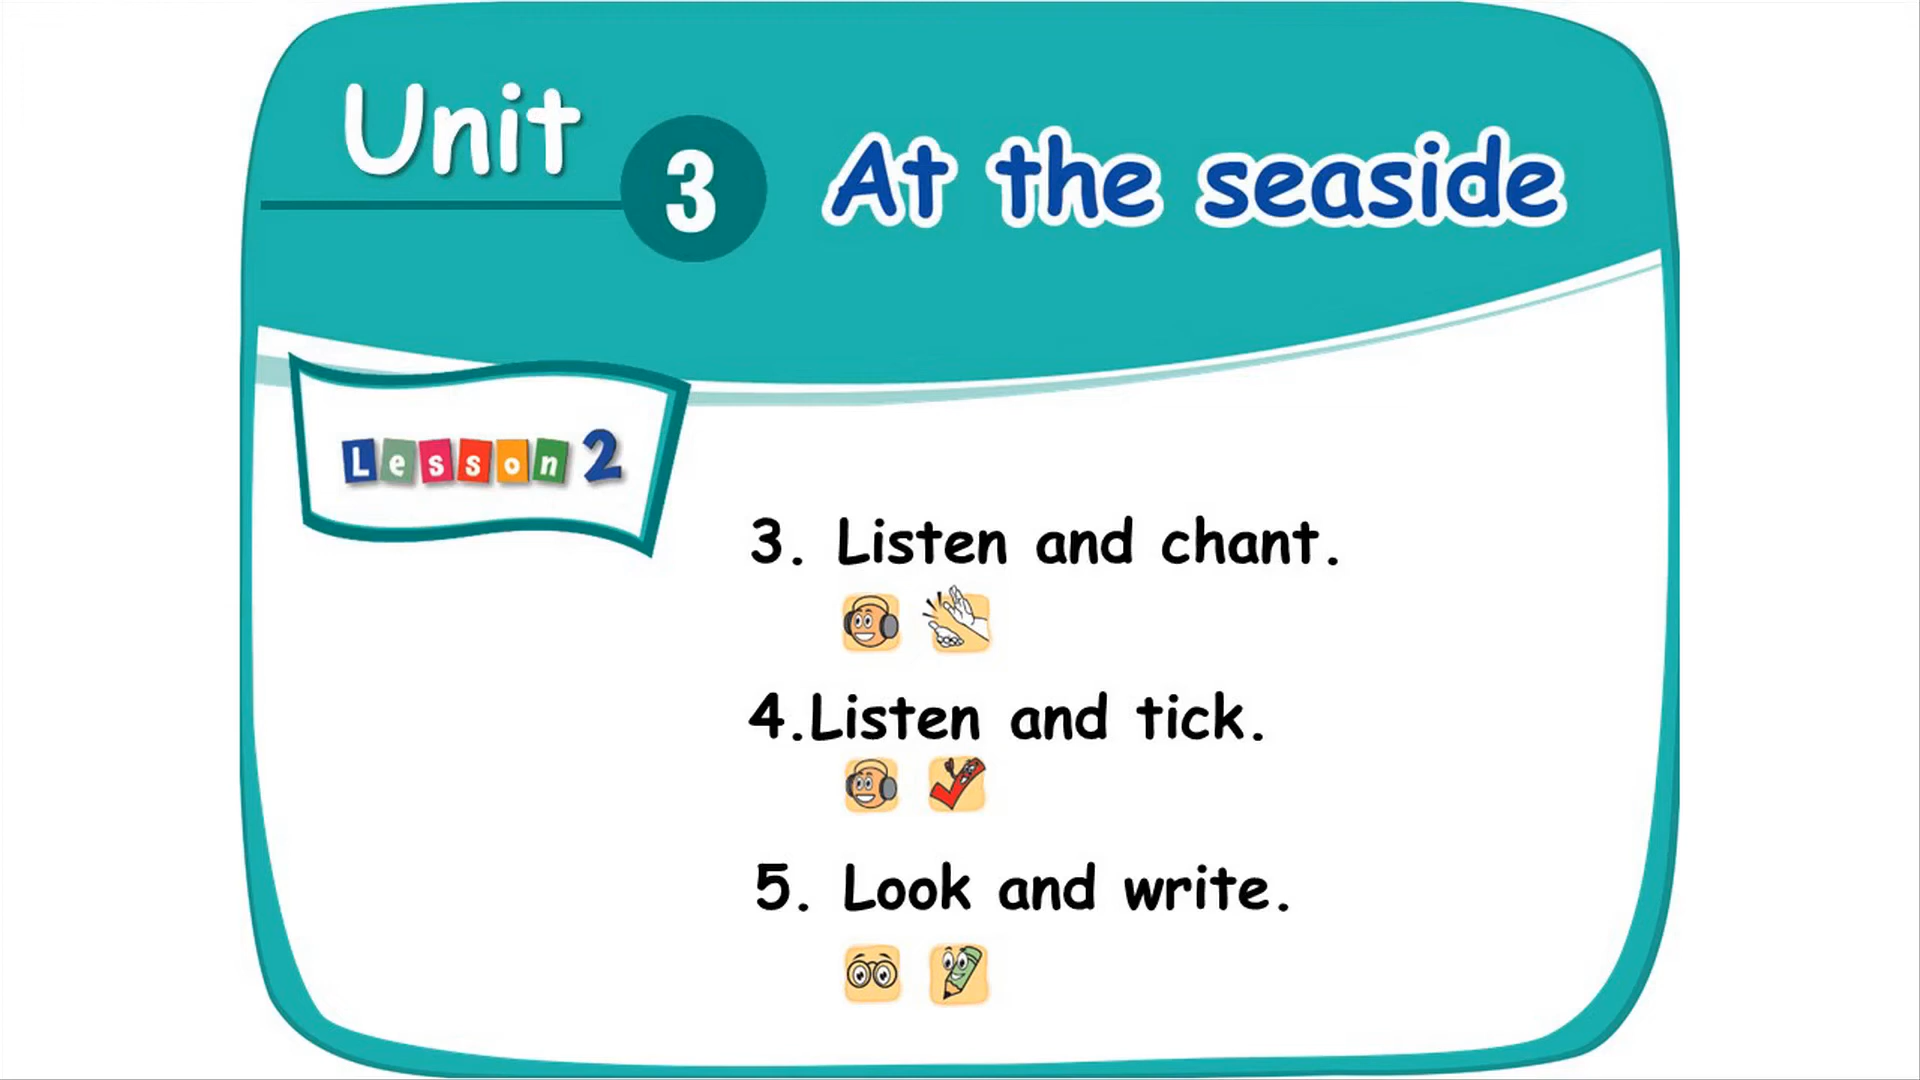 Unit 3 At the seaside
Lesson 2
3. Listen and chant.
4.Listen and tick.
5. Look and write.